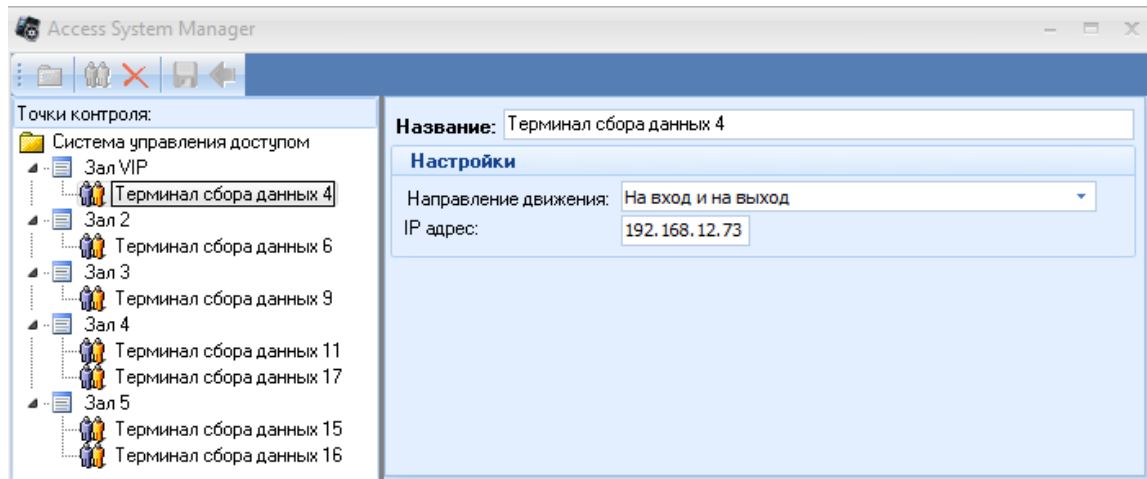 Access System Manager
Точки контроля:
Система управления доступом
Зал VIP
Терминал сбора данных 4
Зал 2
Терминал сбора данных 6
Зал 3
Терминал сбора данных 9
Зал 4
Терминал сбора данных 11
Терминал сбора данных 17
Зал 5
Терминал сбора данных 15
Терминал сбора данных 16
Название: Терминал сбора данных 4
Настройки
Направление движения: На вход и на выход
IP адрес: 192.168.12.73